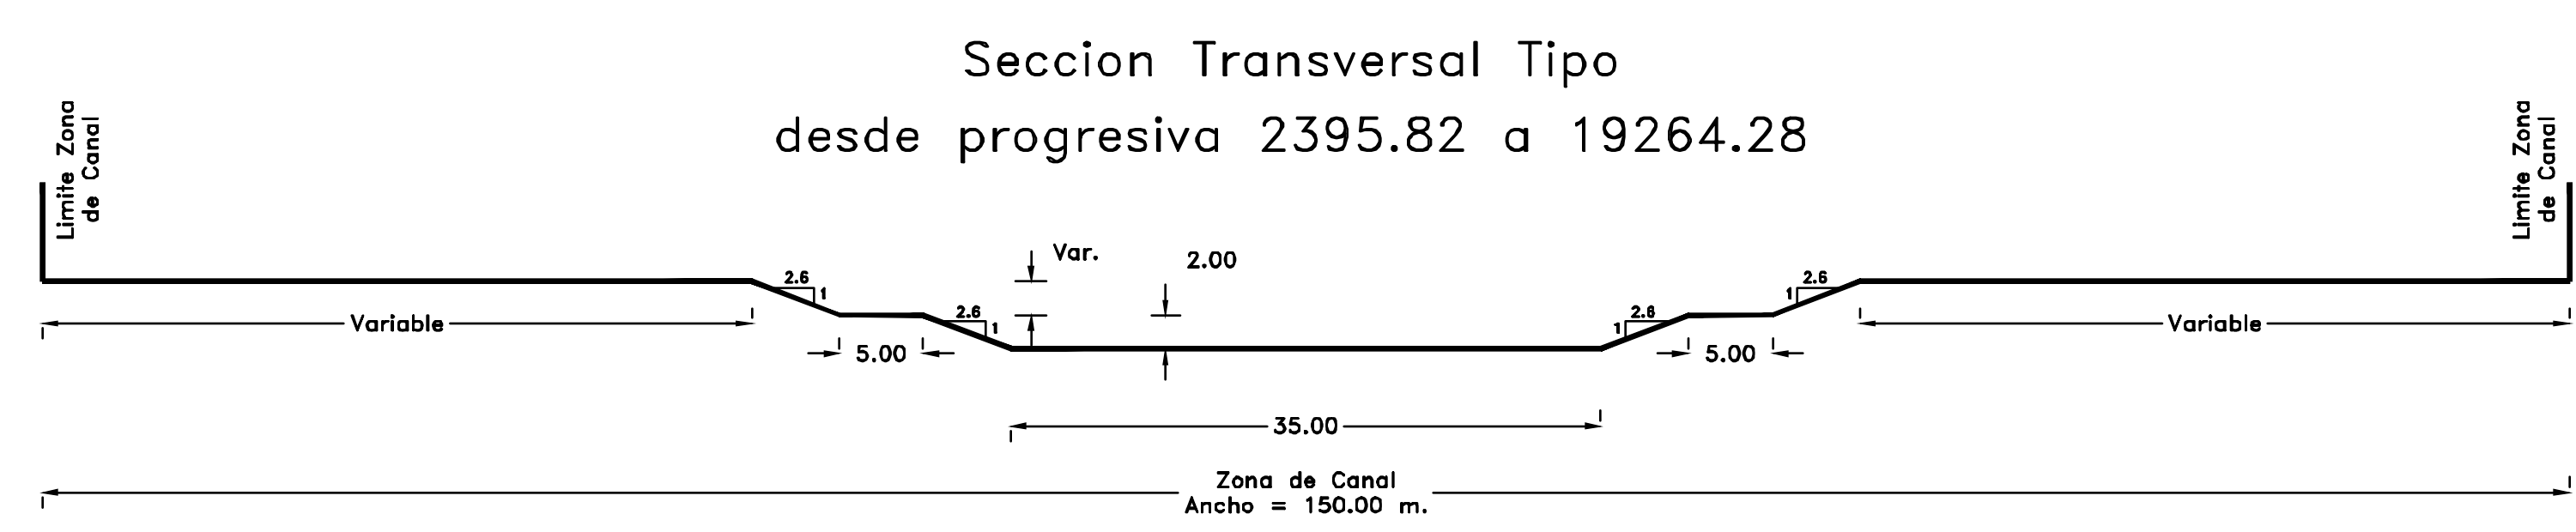 Seccion Transversal Tipo
desde progresiva 2395.82 a 19264.28
Limite Zona
de Canal
Limite Zona
de Canal
Var.
2.00
2.6
1
2.6
1
2.6
1
2.6
1
Variable
5.00
5.00
Variable
35.00
Zona de Canal
Ancho = 150.00 m.